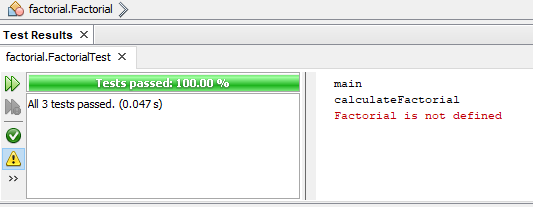 factorial.Factorial
Test Results
factorial.FactorialTest
Tests passed: 100.00 %
All 3 tests passed. (0.047 s)
main
calculateFactorial
Factorial is not defined